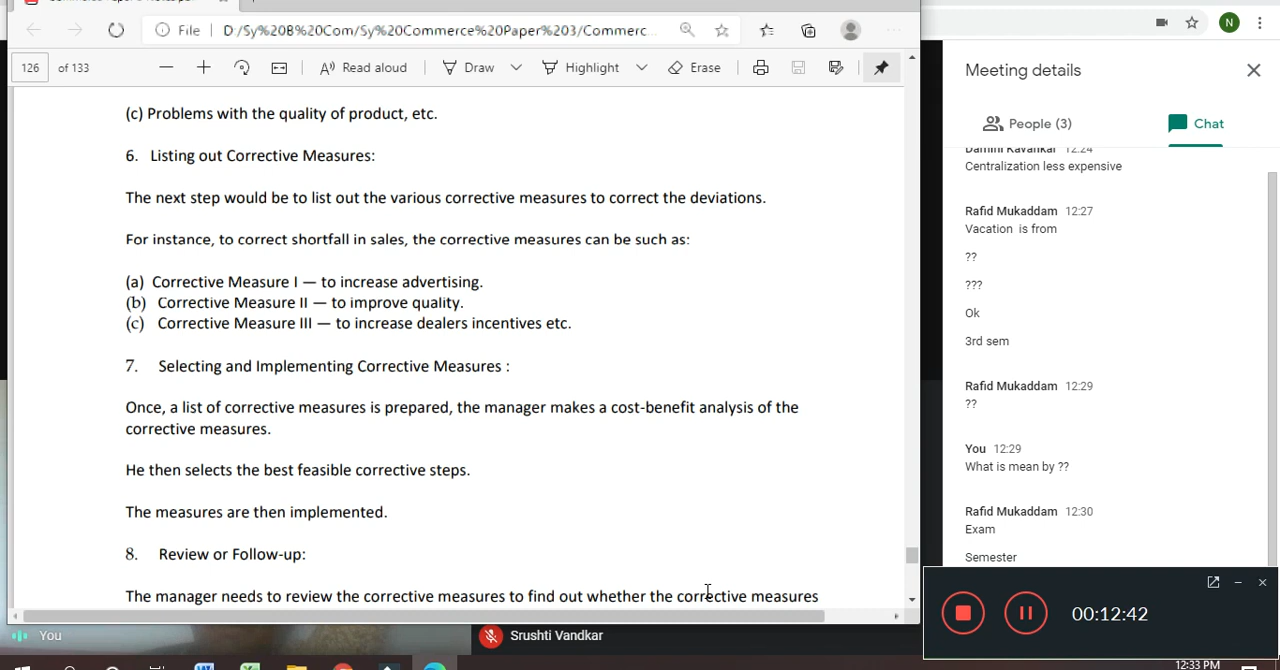 File D:/Sy%20B%20Com/Sy%20Commerce%20Paper%203/Commerc...
126 of 133 Read aloud Draw Highlight Erase
(c) Problems with the quality of product, etc.
6. Listing out Corrective Measures:
The next step would be to list out the various corrective measures to correct the deviations.
For instance, to correct shortfall in sales, the corrective measures can be such as:
(a) Corrective Measure I — to increase advertising.
(b) Corrective Measure II — to improve quality.
(c) Corrective Measure III — to increase dealers incentives etc.
7. Selecting and Implementing Corrective Measures :
Once, a list of corrective measures is prepared, the manager makes a cost-benefit analysis of the
corrective measures.
He then selects the best feasible corrective steps.
The measures are then implemented.
8. Review or Follow-up:
The manager needs to review the corrective measures to find out whether the corrective measures
You
Srushti Vandkar
N
Meeting details
People (3) Chat
Damini Kavankar 12:24
Centralization less expensive
Rafid Mukaddam 12:27
Vacation is from
??
???
Ok
3rd sem
Rafid Mukaddam 12:29
??
You 12:29
What is mean by ??
Rafid Mukaddam 12:30
Exam
Semester
00:12:42
12:33 PM